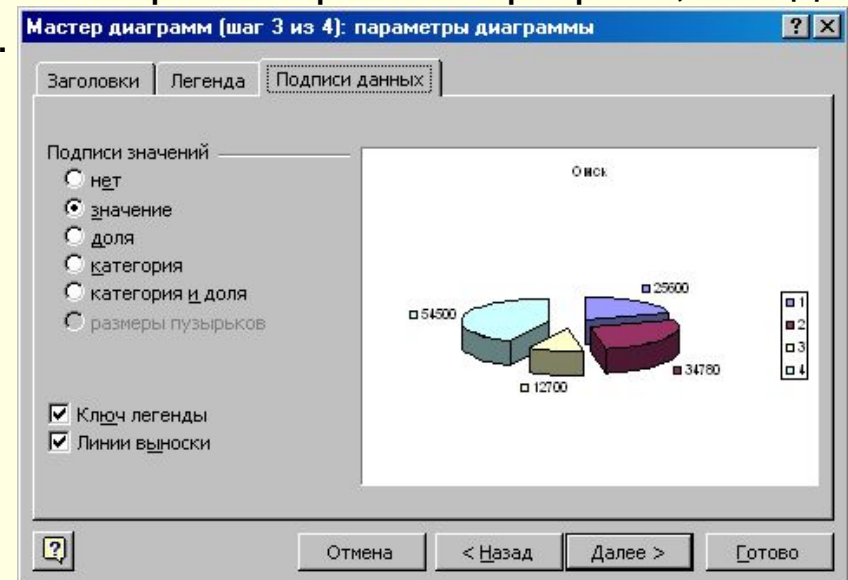 Мастер диаграмм (шаг 3 из 4): параметры диаграммы
Заголовки Легенда Подписи данных
Подписи значений
нет
значение
доля
категория
категория и доля
размеры пузырьков
Ключ легенды
Линии выноски
Омск
25600
54500
34780
12700
1
2
3
4
Отмена < Назад Далее > Готово